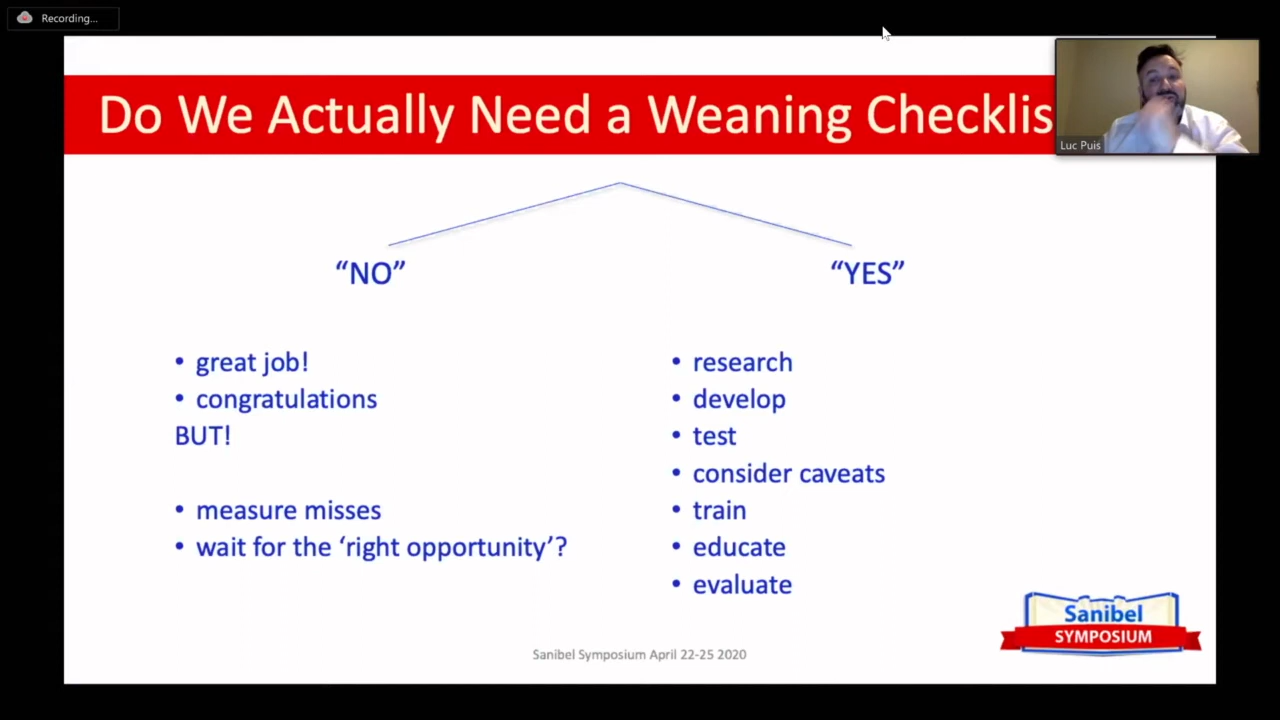 Recording...
Do We Actually Need a Weaning Checklis
Luc Puis
“NO”
“YES”
• great job!
• congratulations
BUT!
• measure misses
• wait for the ‘right opportunity’?
• research
• develop
• test
• consider caveats
• train
• educate
• evaluate
Sanibel
SYMPOSIUM
Sanibel Symposium April 22-25 2020